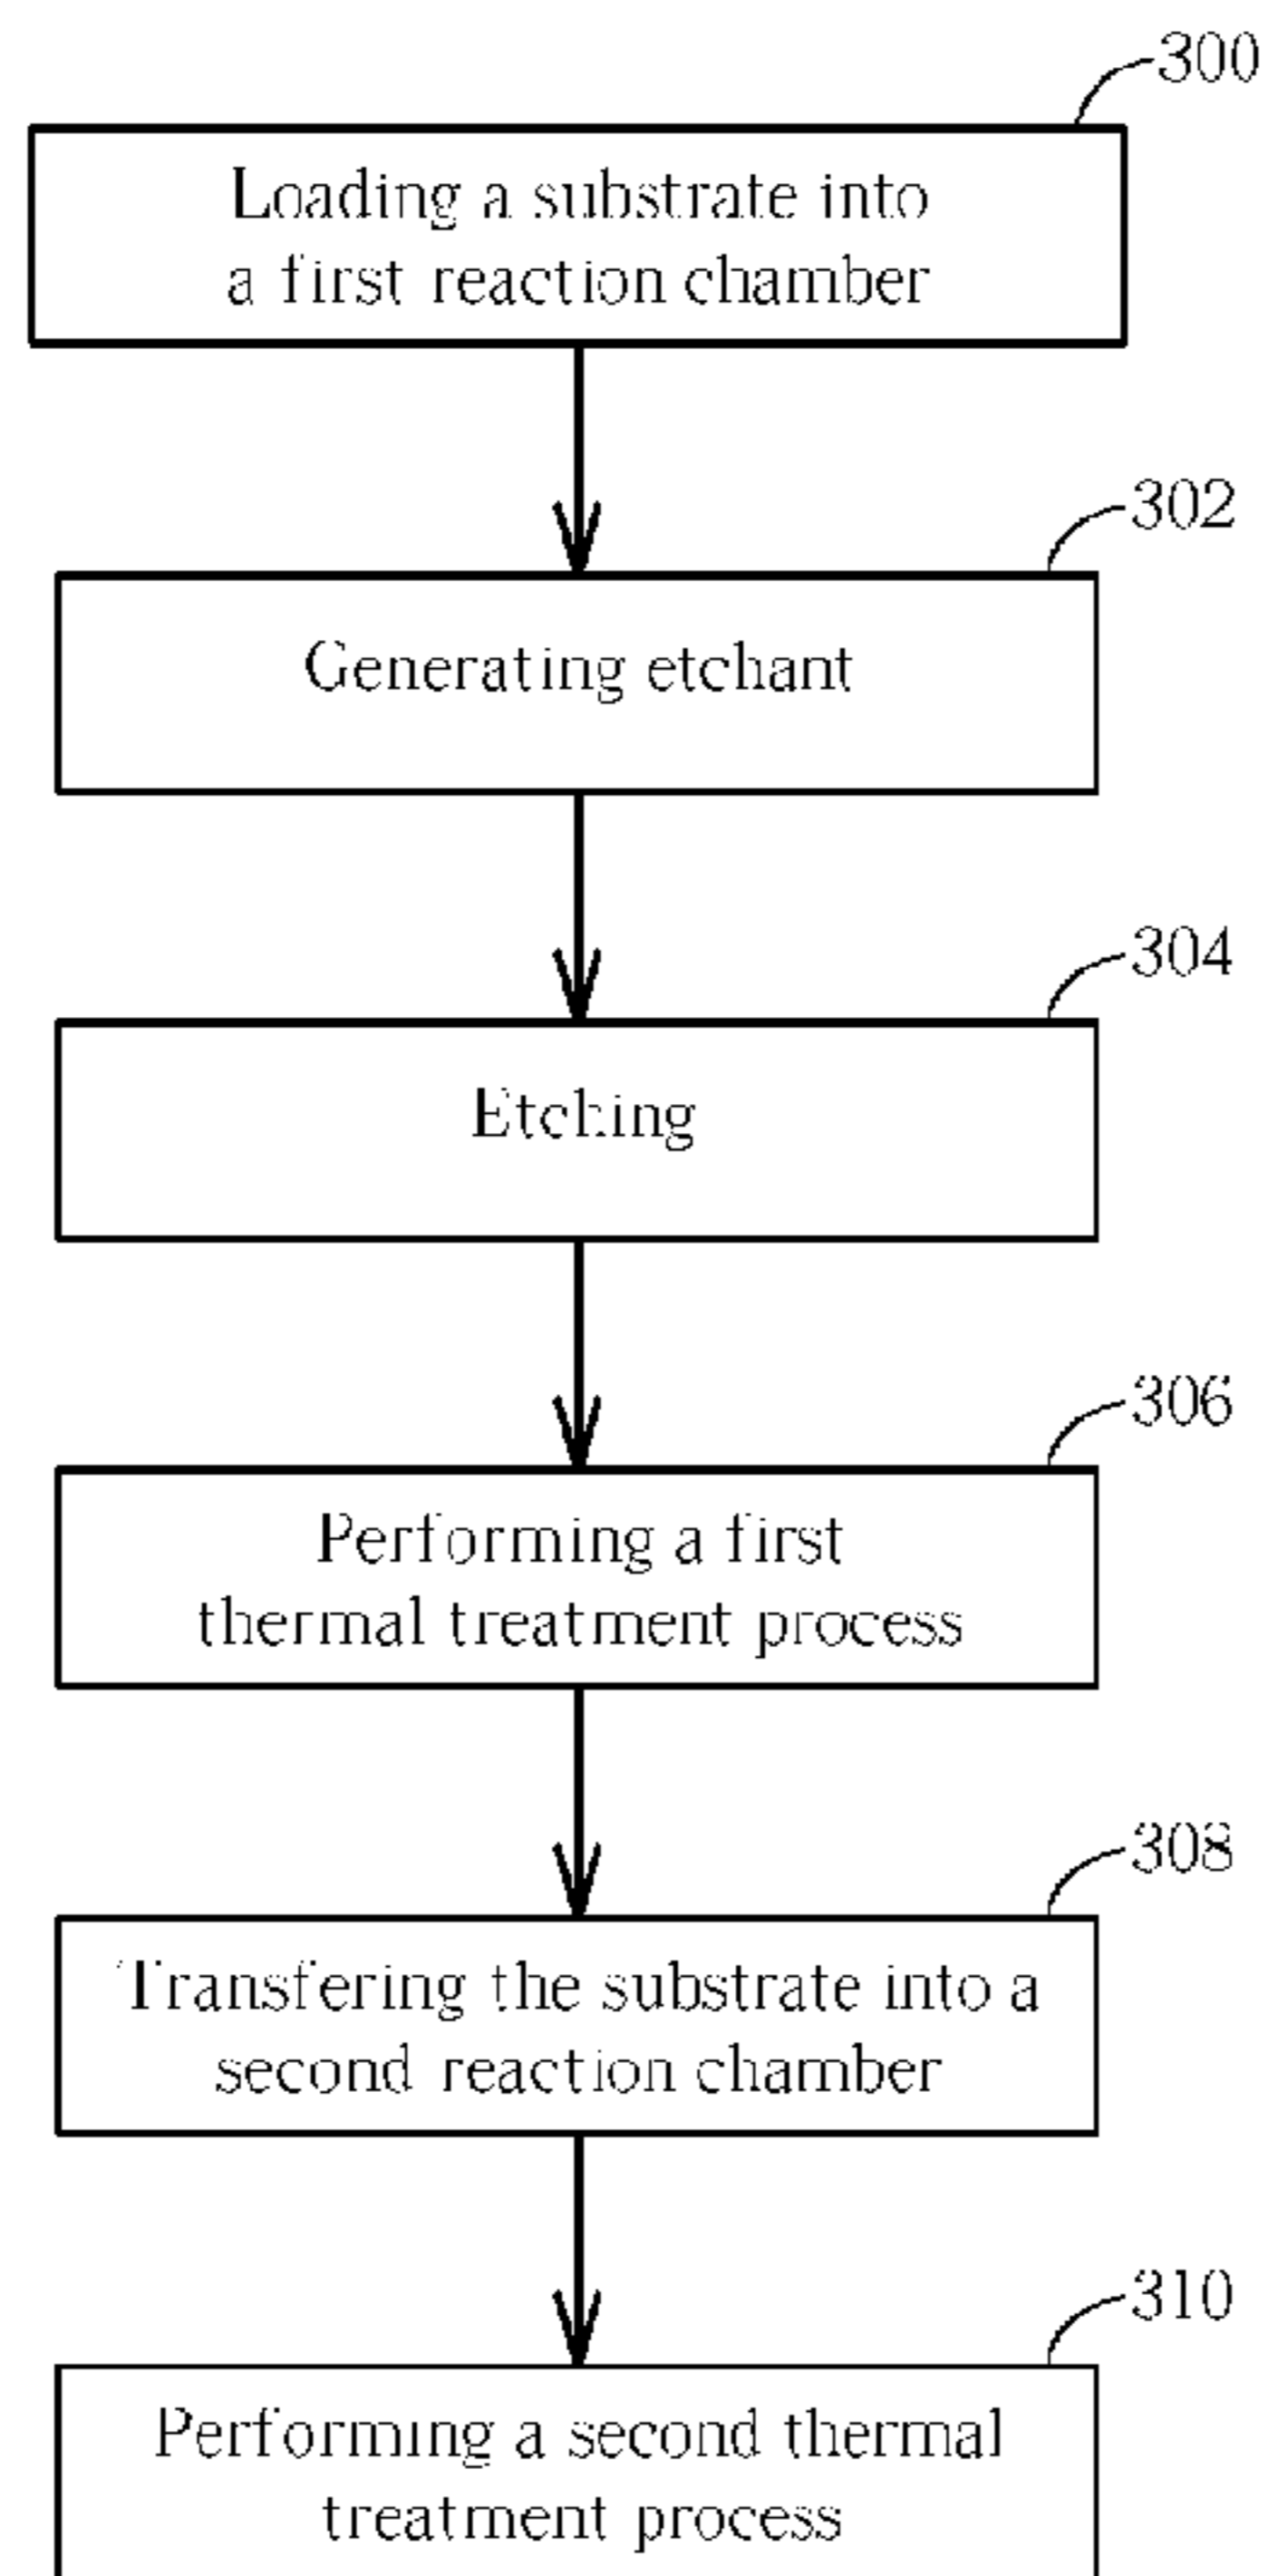 300
Loading a substrate into
a first reaction chamber
302
Generating etchant
304
Etching
306
Performing a first
thermal treatment process
308
Transfering the substrate into a
second reaction chamber
310
Performing a second thermal
treatment process